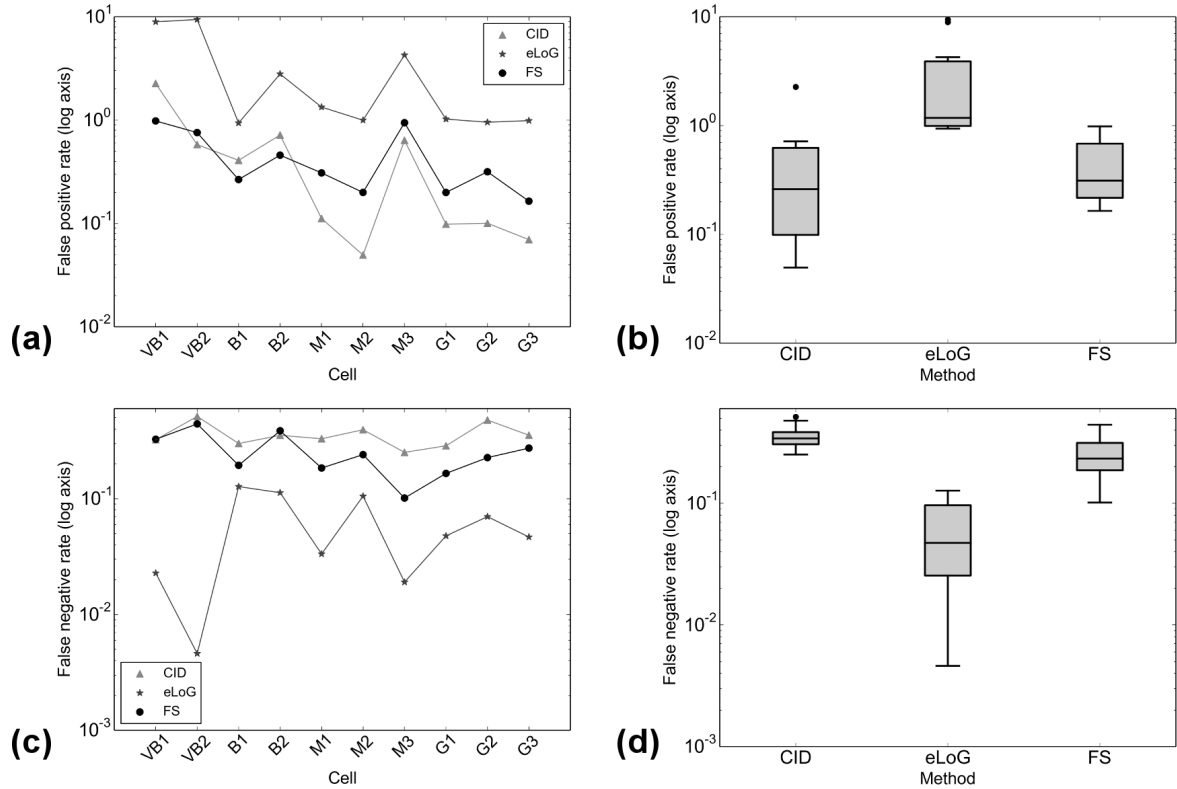 (a)
False positive rate (log axis)
10^1
10^0
10^-1
10^-2
CID
eLoG
FS
VB1 VB2 B1 B2 M1 M2 M3 G1 G2 G3
Cell
(b)
False positive rate (log axis)
10^1
10^0
10^-1
10^-2
CID eLoG FS
Method
(c)
False negative rate (log axis)
10^-1
10^-2
10^-3
CID
eLoG
FS
VB1 VB2 B1 B2 M1 M2 M3 G1 G2 G3
Cell
(d)
False negative rate (log axis)
10^-1
10^-2
10^-3
CID eLoG FS
Method